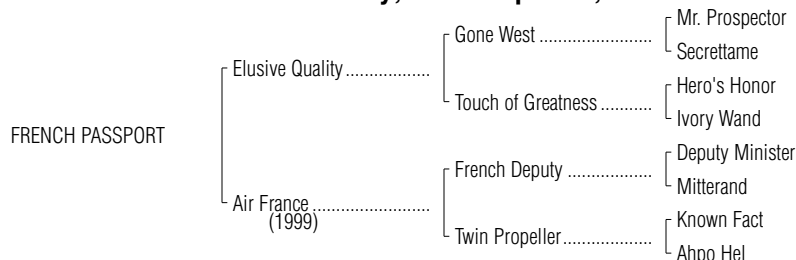 Mr. Prospector
Gone West ...................
Secrettame
Elusive Quality ..................
Hero's Honor
Touch of Greatness ...........
Ivory Wand
FRENCH PASSPORT
Deputy Minister
French Deputy .................
Mitterand
Air France .........................
(1999)
Known Fact
Twin Propeller...................
Ahpo Hel